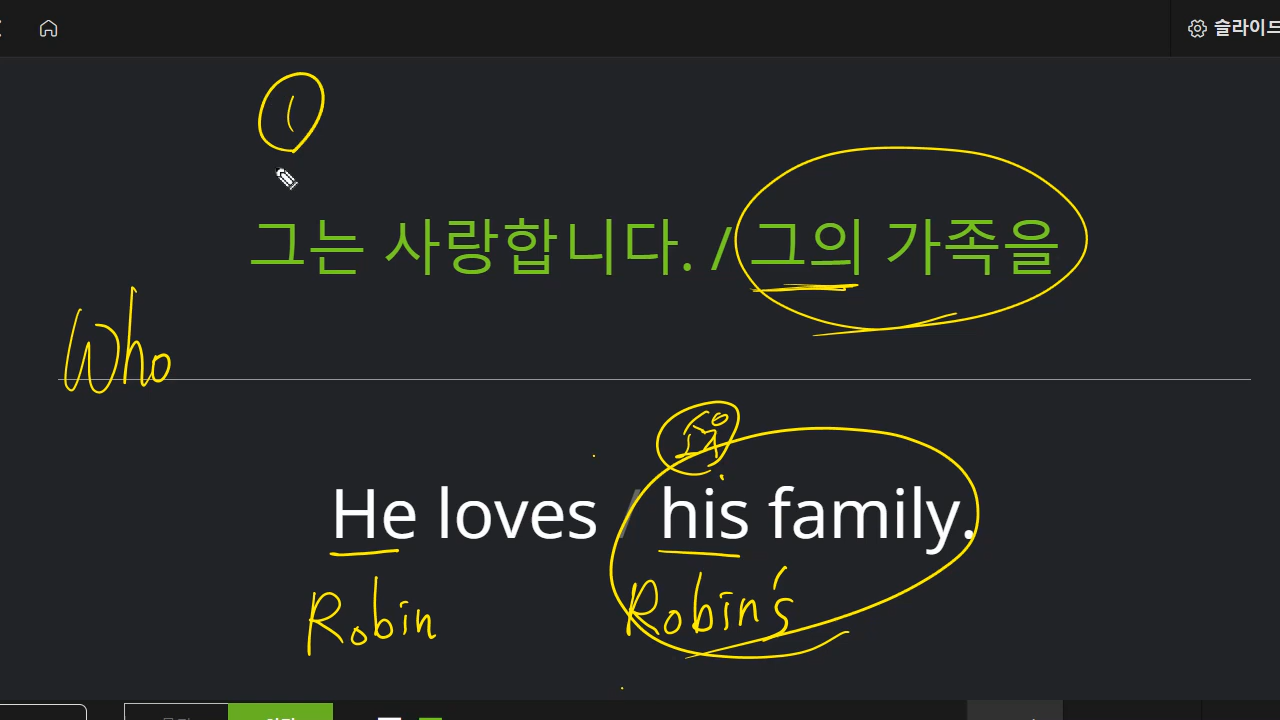 슬라이드
1
그는 사랑합니다. / 그의 가족을
Who
He loves / his family.
Robin Robin's